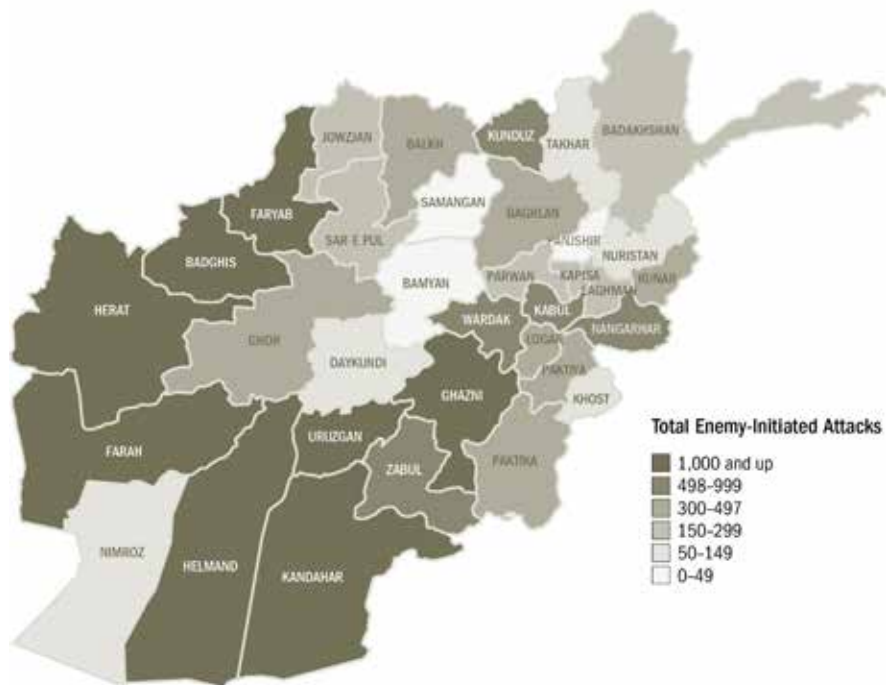 KUNDUZ
JOWZJAN
BALKH
TAKHAR
BADAKHSHAN
FARYAB
SAMANGAN
BAGHLAN
PANJSHIR
SAR-E PUL
NURISTAN
BADGHIS
PARWAN
KAPISA
KUNAR
BAMYAN
LAGHMAN
HERAT
WARDAK
KABUL
NANGARHAR
GHOR
LOGAR
DAYKUNDI
PAKTIYA
GHAZNI
KHOST
Total Enemy-Initiated Attacks
URUZGAN
FARAH
PAKTIKA
ZABUL
1,000 and up
498–999
300–497
150–299
50–149
0–49
NIMROZ
HELMAND
KANDAHAR